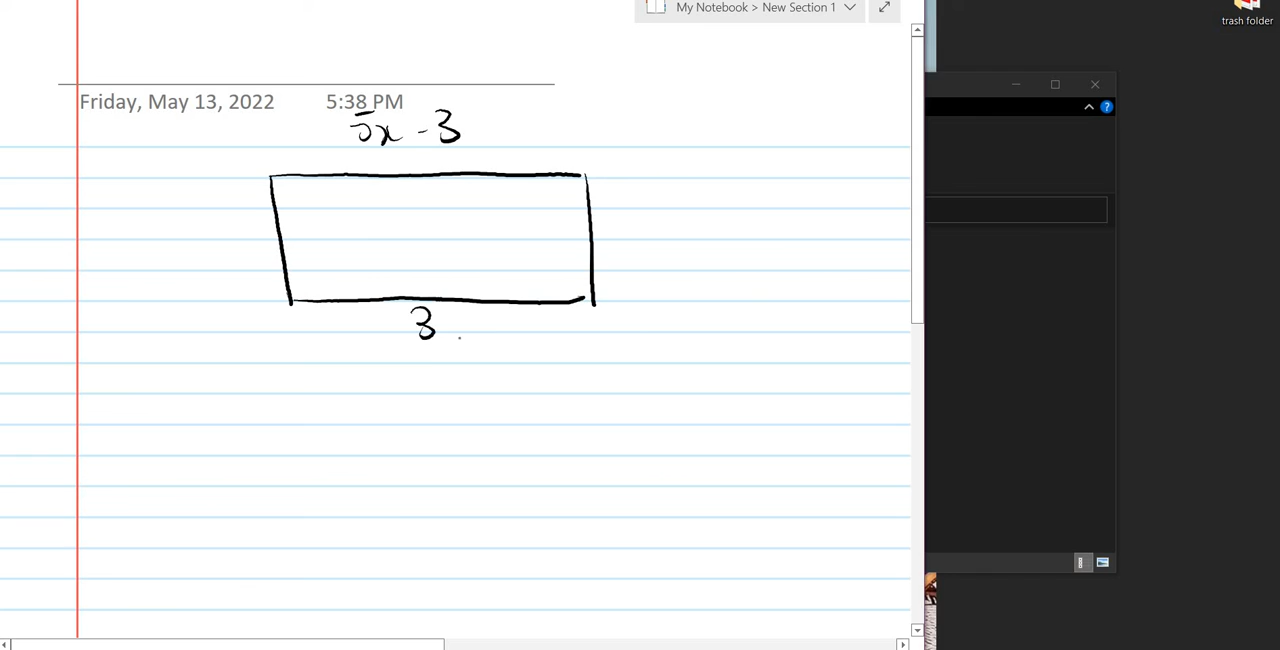 My Notebook > New Section 1
trash folder
Friday, May 13, 2022 5:38 PM
5x - 3
3